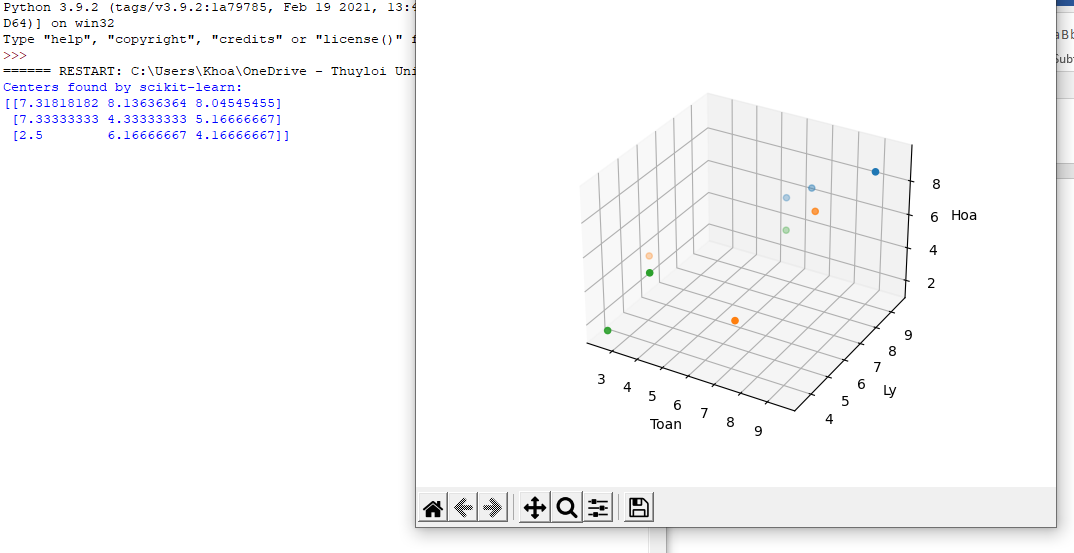 Python 3.9.2 (tags/v3.9.2:1a79785, Feb 19 2021, 13:4
D64)] on win32
Type "help", "copyright", "credits" or "license()" f
>>>
====== RESTART: C:\Users\Khoa\OneDrive - Thuyloi Uni
Centers found by scikit-learn:
[[7.31818182 8.13636364 8.04545455]
 [7.33333333 4.33333333 5.16666667]
 [2.5        6.16666667 4.16666667]]
8
6
Hoa
4
2
9
8
7
6
Ly
5
4
3
4
5
6
7
8
9
Toan